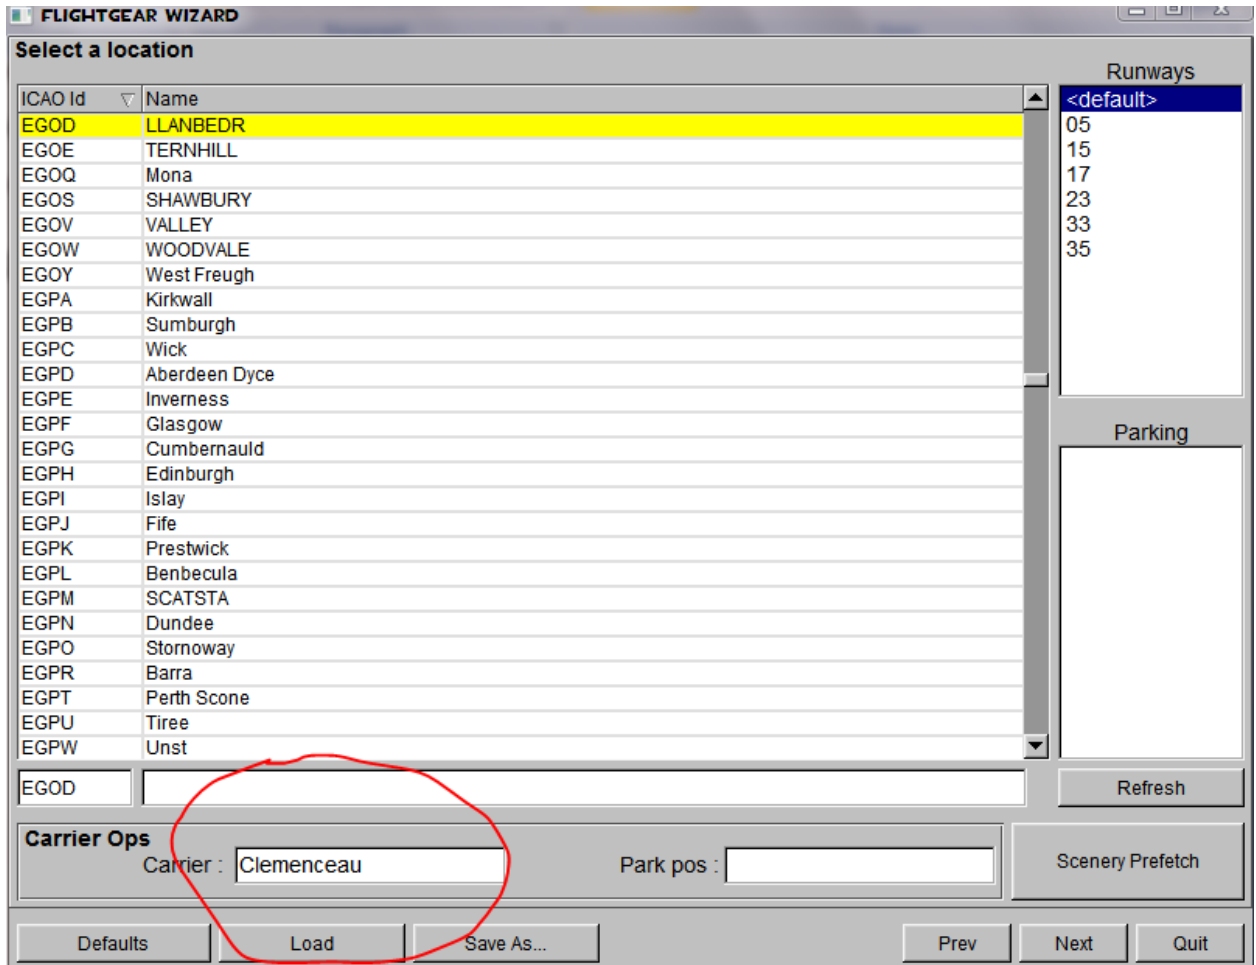 FLIGHTGEAR WIZARD
Select a location
Runways
ICAO Id Name
<default>
EGOD LLANBEDR
05
EGOE TERNHILL
15
EGOQ Mona
17
EGOS SHAWBURY
23
EGOV VALLEY
33
EGOW WOODVALE
35
EGOY West Freugh
EGPA Kirkwall
EGPB Sumburgh
EGPC Wick
EGPD Aberdeen Dyce
EGPE Inverness
EGPF Glasgow
Parking
EGPG Cumbernauld
EGPH Edinburgh
EGPI Islay
EGPJ Fife
EGPK Prestwick
EGPL Benbecula
EGPM SCATSTA
EGPN Dundee
EGPO Stornoway
EGPR Barra
EGPT Perth Scone
EGPU Tiree
EGPW Unst
EGOD
Refresh
Carrier Ops
Carrier : Clemenceau
Park pos :
Scenery Prefetch
Defaults Load Save As... Prev Next Quit